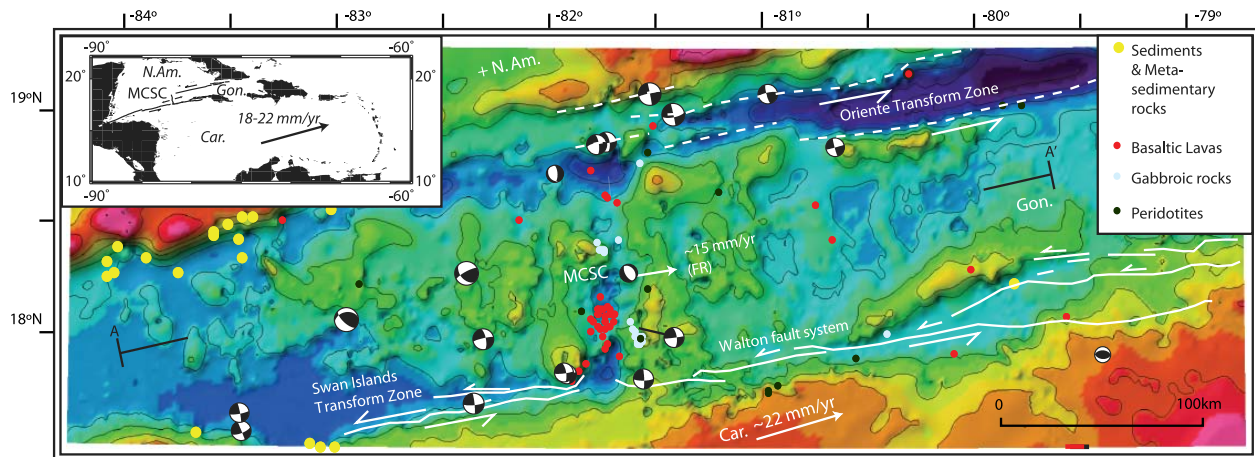 -84° -83° -82° -81° -80° -79°
-90° -60°
20° 20°
N.Am.
MCSC
Gon.
18-22 mm/yr
Car.
10° 10°
-90° -60°
+ N. Am.
Oriente Transform Zone
A'
Gon.
19°N
18°N
~15 mm/yr
(FR)
MCSC
A
Walton fault system
Swan Islands
Transform Zone
Car. ~22 mm/yr
0 100km
Sediments
& Meta-
sedimentary
rocks
Basaltic Lavas
Gabbroic rocks
Peridotites